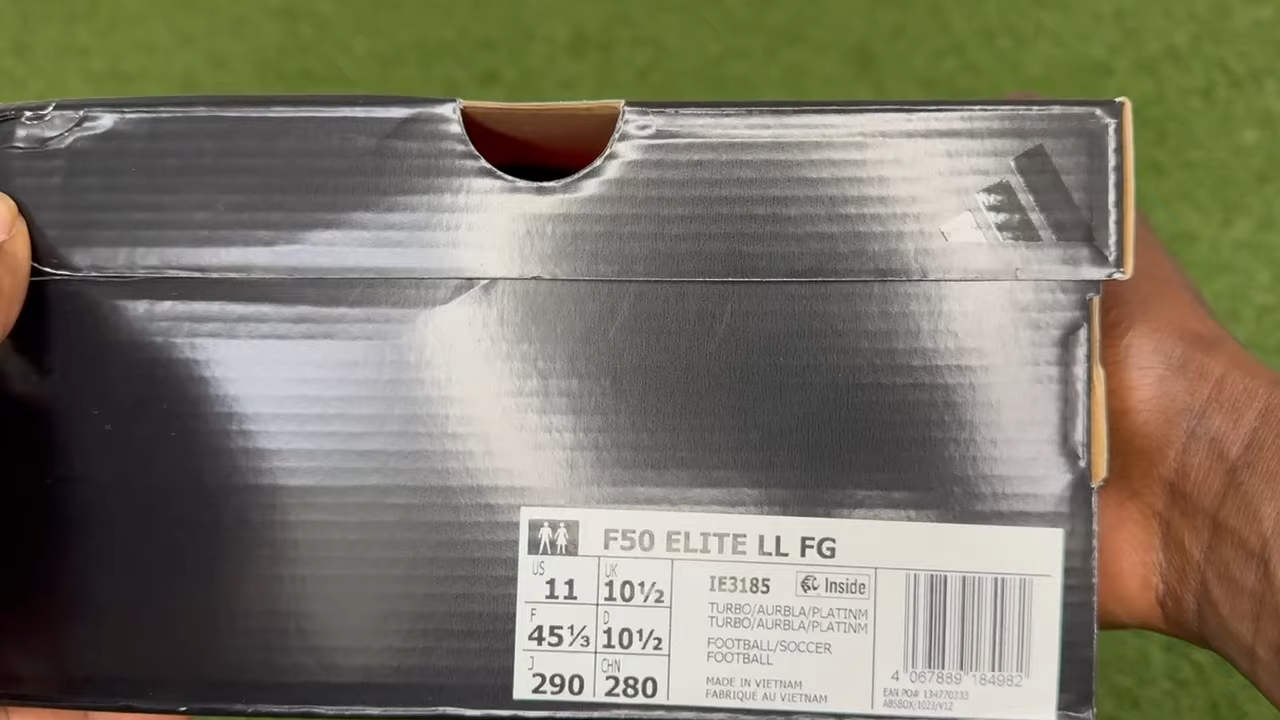 F50 ELITE LL FG
US
11
UK
10½
F
45⅓
D
10½
J
290
CHN
280
IE3185
Inside
TURBO/AURBLA/PLATINM
TURBO/AURBLA/PLATINM
FOOTBALL/SOCCER
FOOTBALL
MADE IN VIETNAM
FABRIQUÉ AU VIETNAM
4 067889 184982
EAN PO# 134770233
ABSBOX/1023/V12